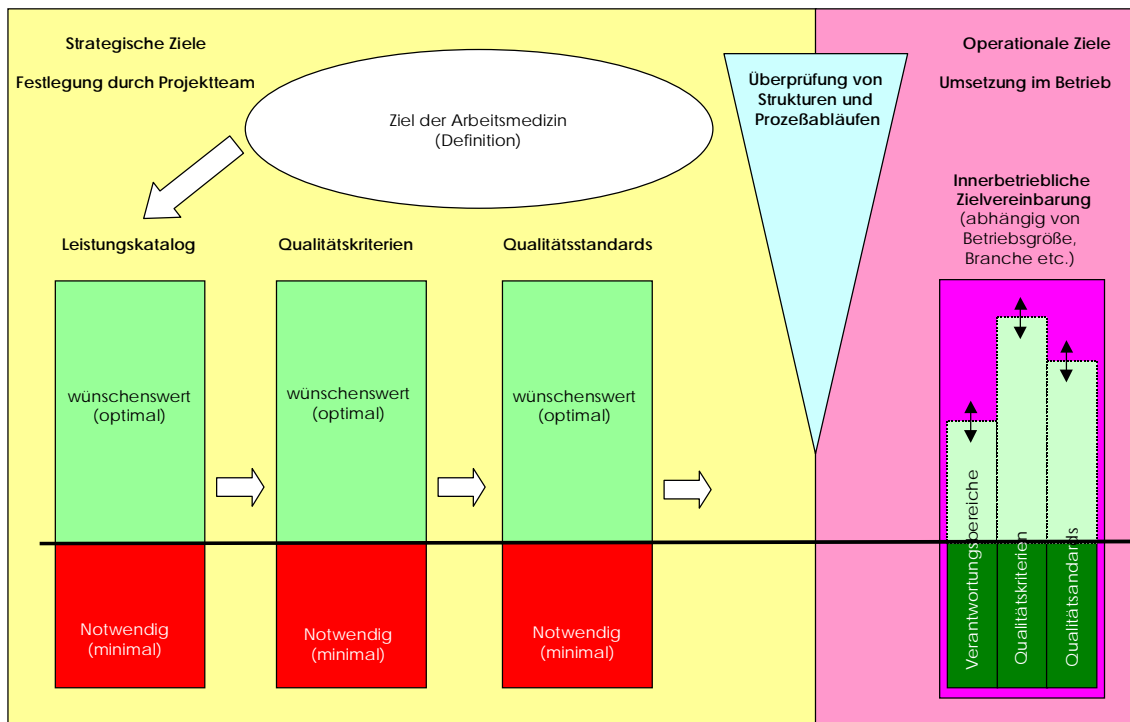 Strategische Ziele
Festlegung durch Projektteam
Ziel der Arbeitsmedizin
(Definition)
Überprüfung von
Strukturen und
Prozeßabläufen
Operationale Ziele
Umsetzung im Betrieb
Innerbetriebliche
Zielvereinbarung
(abhängig von
Betriebsgröße,
Branche etc.)
Leistungskatalog
Qualitätskriterien
Qualitätsstandards
wünschenswert
(optimal)
wünschenswert
(optimal)
wünschenswert
(optimal)
Notwendig
(minimal)
Notwendig
(minimal)
Notwendig
(minimal)
Verantwortungsbereiche
Qualitätskriterien
Qualitätsandards